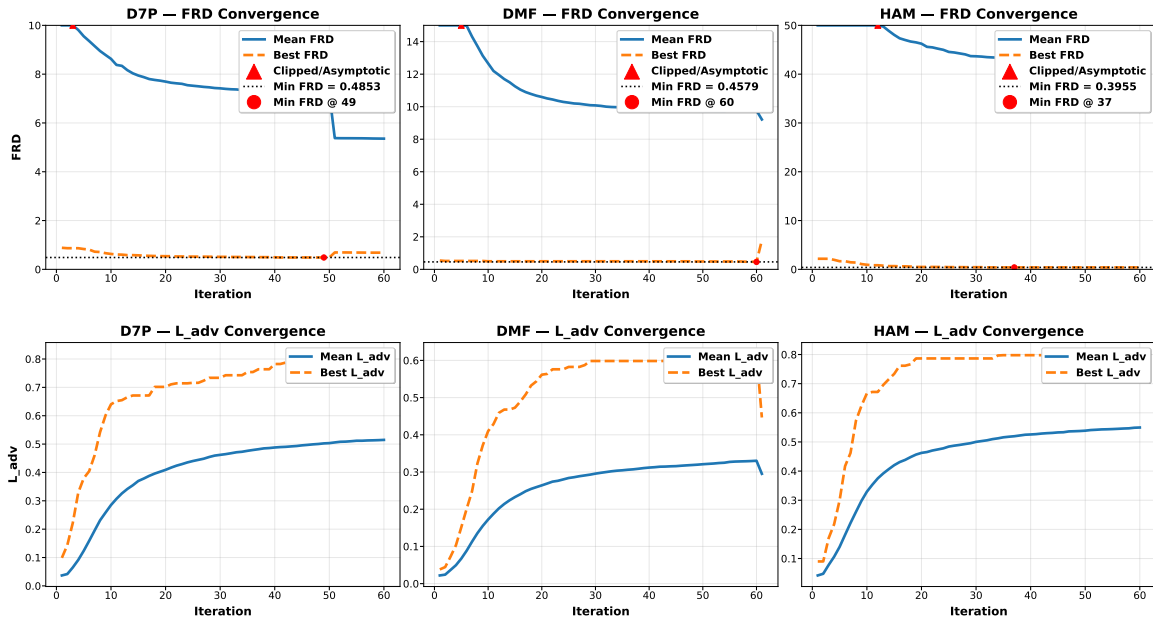 D7P — FRD Convergence
FRD
10
8
6
4
2
0
Mean FRD
Best FRD
Clipped/Asymptotic
Min FRD = 0.4853
Min FRD @ 49
0 10 20 30 40 50 60
Iteration
DMF — FRD Convergence
14
12
10
8
6
4
2
0
Mean FRD
Best FRD
Clipped/Asymptotic
Min FRD = 0.4579
Min FRD @ 60
0 10 20 30 40 50 60
Iteration
HAM — FRD Convergence
50
40
30
20
10
0
Mean FRD
Best FRD
Clipped/Asymptotic
Min FRD = 0.3955
Min FRD @ 37
0 10 20 30 40 50 60
Iteration
D7P — L_adv Convergence
L_adv
0.8
0.7
0.6
0.5
0.4
0.3
0.2
0.1
0.0
Mean L_adv
Best L_adv
0 10 20 30 40 50 60
Iteration
DMF — L_adv Convergence
0.6
0.5
0.4
0.3
0.2
0.1
0.0
Mean L_adv
Best L_adv
0 10 20 30 40 50 60
Iteration
HAM — L_adv Convergence
0.8
0.7
0.6
0.5
0.4
0.3
0.2
0.1
Mean L_adv
Best L_adv
0 10 20 30 40 50 60
Iteration